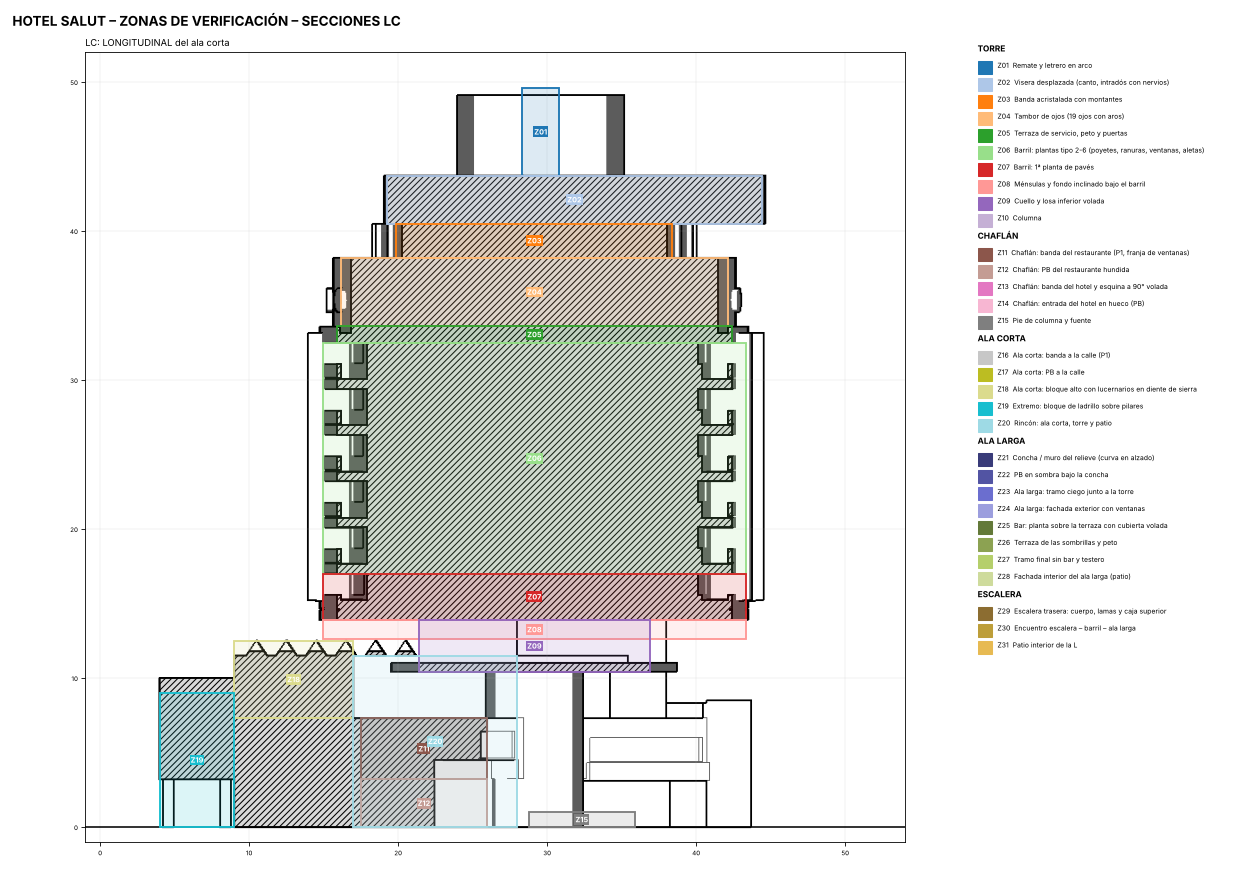 HOTEL SALUT – ZONAS DE VERIFICACIÓN – SECCIONES LC
LC: LONGITUDINAL del ala corta
50
40
30
20
10
0
0
10
20
30
40
50
Z01
Z02
Z03
Z04
Z05
Z06
Z07
Z08
Z09
Z18
Z20
Z11
Z19
Z12
Z15
TORRE
Z01 Remate y letrero en arco
Z02 Visera desplazada (canto, intradós con nervios)
Z03 Banda acristalada con montantes
Z04 Tambor de ojos (19 ojos con aros)
Z05 Terraza de servicio, peto y puertas
Z06 Barril: plantas tipo 2-6 (poyetes, ranuras, ventanas, aletas)
Z07 Barril: 1ª planta de pavés
Z08 Ménsulas y fondo inclinado bajo el barril
Z09 Cuello y losa inferior volada
Z10 Columna
CHAFLÁN
Z11 Chaflán: banda del restaurante (P1, franja de ventanas)
Z12 Chaflán: PB del restaurante hundida
Z13 Chaflán: banda del hotel y esquina a 90° volada
Z14 Chaflán: entrada del hotel en hueco (PB)
Z15 Pie de columna y fuente
ALA CORTA
Z16 Ala corta: banda a la calle (P1)
Z17 Ala corta: PB a la calle
Z18 Ala corta: bloque alto con lucernarios en diente de sierra
Z19 Extremo: bloque de ladrillo sobre pilares
Z20 Rincón: ala corta, torre y patio
ALA LARGA
Z21 Concha / muro del relieve (curva en alzado)
Z22 PB en sombra bajo la concha
Z23 Ala larga: tramo ciego junto a la torre
Z24 Ala larga: fachada exterior con ventanas
Z25 Bar: planta sobre la terraza con cubierta volada
Z26 Terraza de las sombrillas y peto
Z27 Tramo final sin bar y testero
Z28 Fachada interior del ala larga (patio)
ESCALERA
Z29 Escalera trasera: cuerpo, lamas y caja superior
Z30 Encuentro escalera – barril – ala larga
Z31 Patio interior de la L